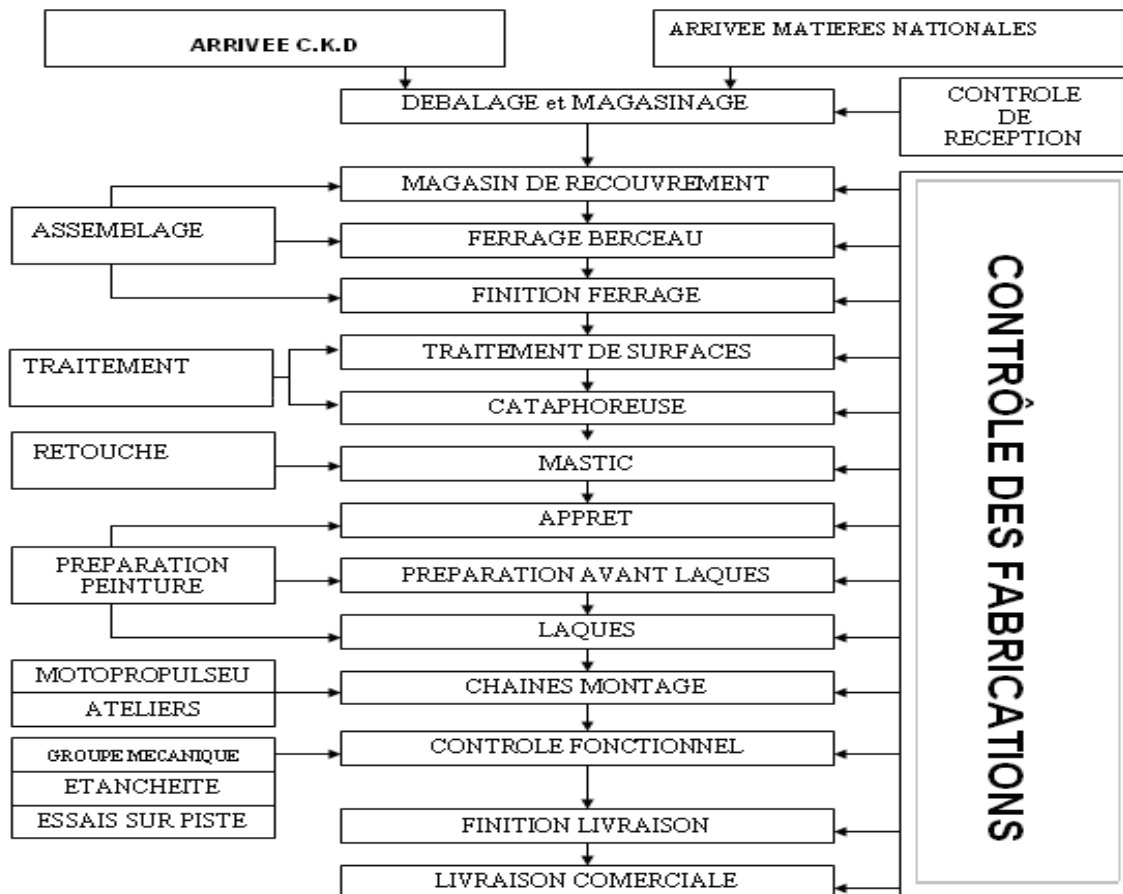 ARRIVEE C.K.D
ARRIVEE MATIERES NATIONALES
DEBALAGE et MAGASINAGE
CONTROLE
DE
RECEPTION
MAGASIN DE RECOUVREMENT
ASSEMBLAGE
FERRAGE BERCEAU
FINITION FERRAGE
TRAITEMENT DE SURFACES
TRAITEMENT
CATAPHOREUSE
RETOUCHE
MASTIC
APPRET
PREPARATION
PEINTURE
PREPARATION AVANT LAQUES
LAQUES
MOTOPROPULSEU
ATELIERS
CHAINES MONTAGE
GROUPE MECANIQUE
ETANCHEITE
ESSAIS SUR PISTE
CONTROLE FONCTIONNEL
FINITION LIVRAISON
LIVRAISON COMERCIALE
CONTRÔLE DES FABRICATIONS